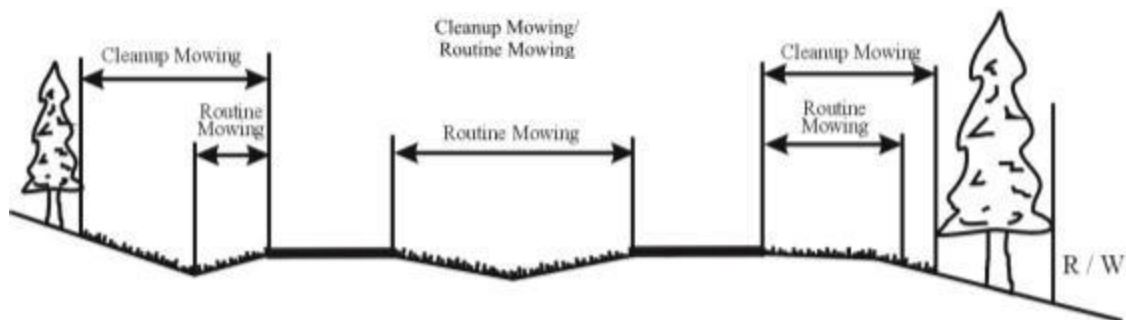 Cleanup Mowing/
Routine Mowing
Cleanup Mowing
Routine
Mowing
Routine Mowing
Cleanup Mowing
Routine
Mowing
R / W